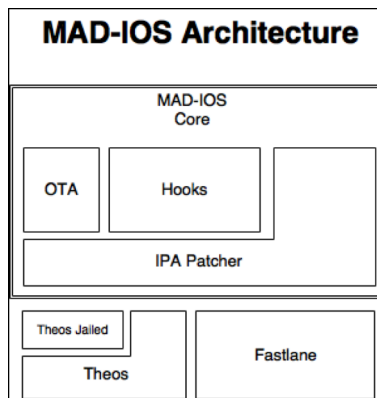 MAD-IOS Architecture
MAD-IOS
Core
OTA
Hooks
IPA Patcher
Theos Jailed
Theos
Fastlane